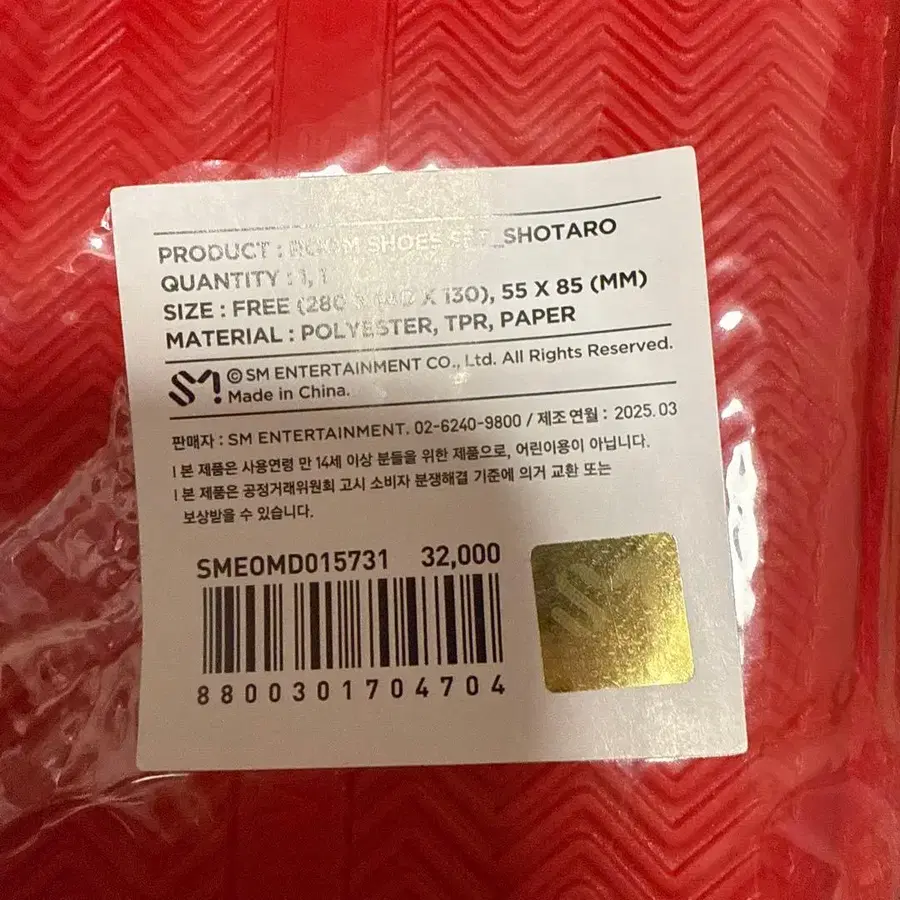 PRODUCT : ROOM SHOES SET_SHOTARO
QUANTITY : 1, 1
SIZE : FREE (280 X 140 X 130), 55 X 85 (MM)
MATERIAL : POLYESTER, TPR, PAPER
SM! © SM ENTERTAINMENT CO., Ltd. All Rights Reserved.
Made in China.
판매자 : SM ENTERTAINMENT. 02-6240-9800 / 제조연월 : 2025.03
I 본 제품은 사용연령 만 14세 이상 분들을 위한 제품으로, 어린이용이 아닙니다.
I 본 제품은 공정거래위원회 고시 소비자 분쟁해결 기준에 의거 교환 또는
보상받을 수 있습니다.
SMEOMD015731 32,000
8800301704704